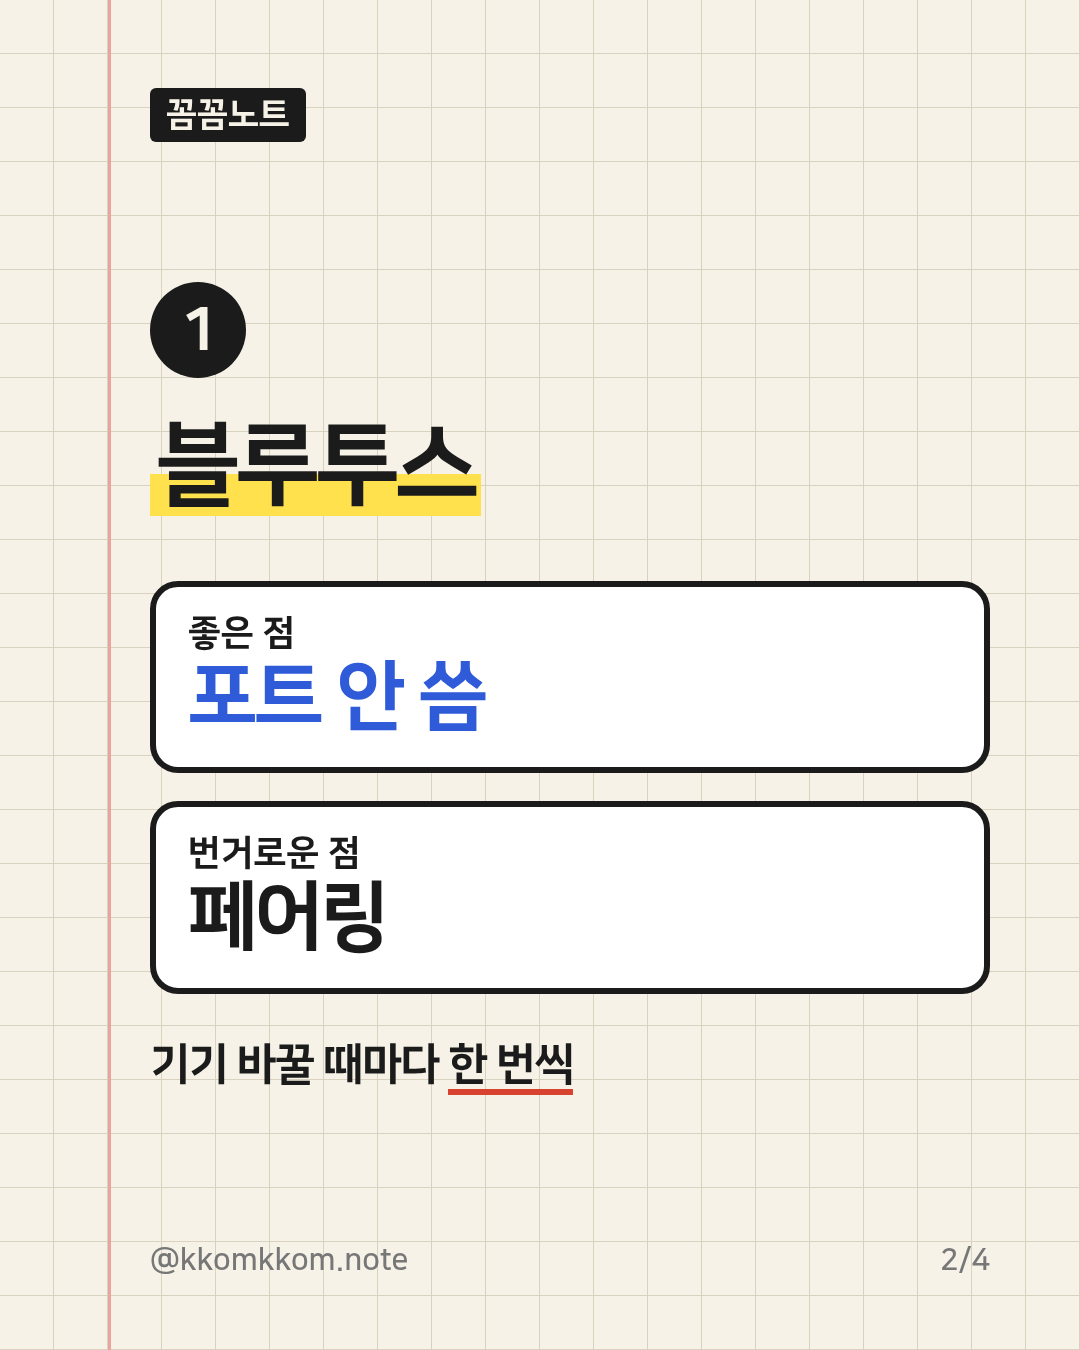 꼼꼼노트
1
블루투스
좋은 점
포트 안 씀
번거로운 점
페어링
기기 바꿀 때마다 한 번씩
@kkomkkom.note
2/4